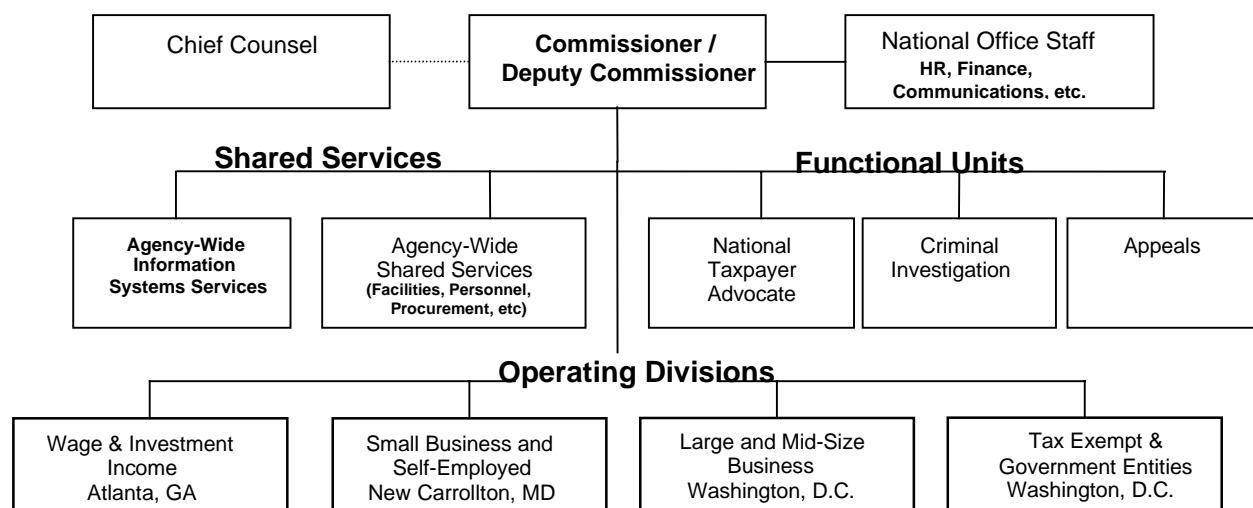 Chief Counsel
Commissioner /
Deputy Commissioner
National Office Staff
HR, Finance,
Communications, etc.
Shared Services
Functional Units
Agency-Wide
Information
Systems Services
Agency-Wide
Shared Services
(Facilities, Personnel,
Procurement, etc)
National
Taxpayer
Advocate
Criminal
Investigation
Appeals
Operating Divisions
Wage & Investment
Income
Atlanta, GA
Small Business and
Self-Employed
New Carrollton, MD
Large and Mid-Size
Business
Washington, D.C.
Tax Exempt &
Government Entities
Washington, D.C.